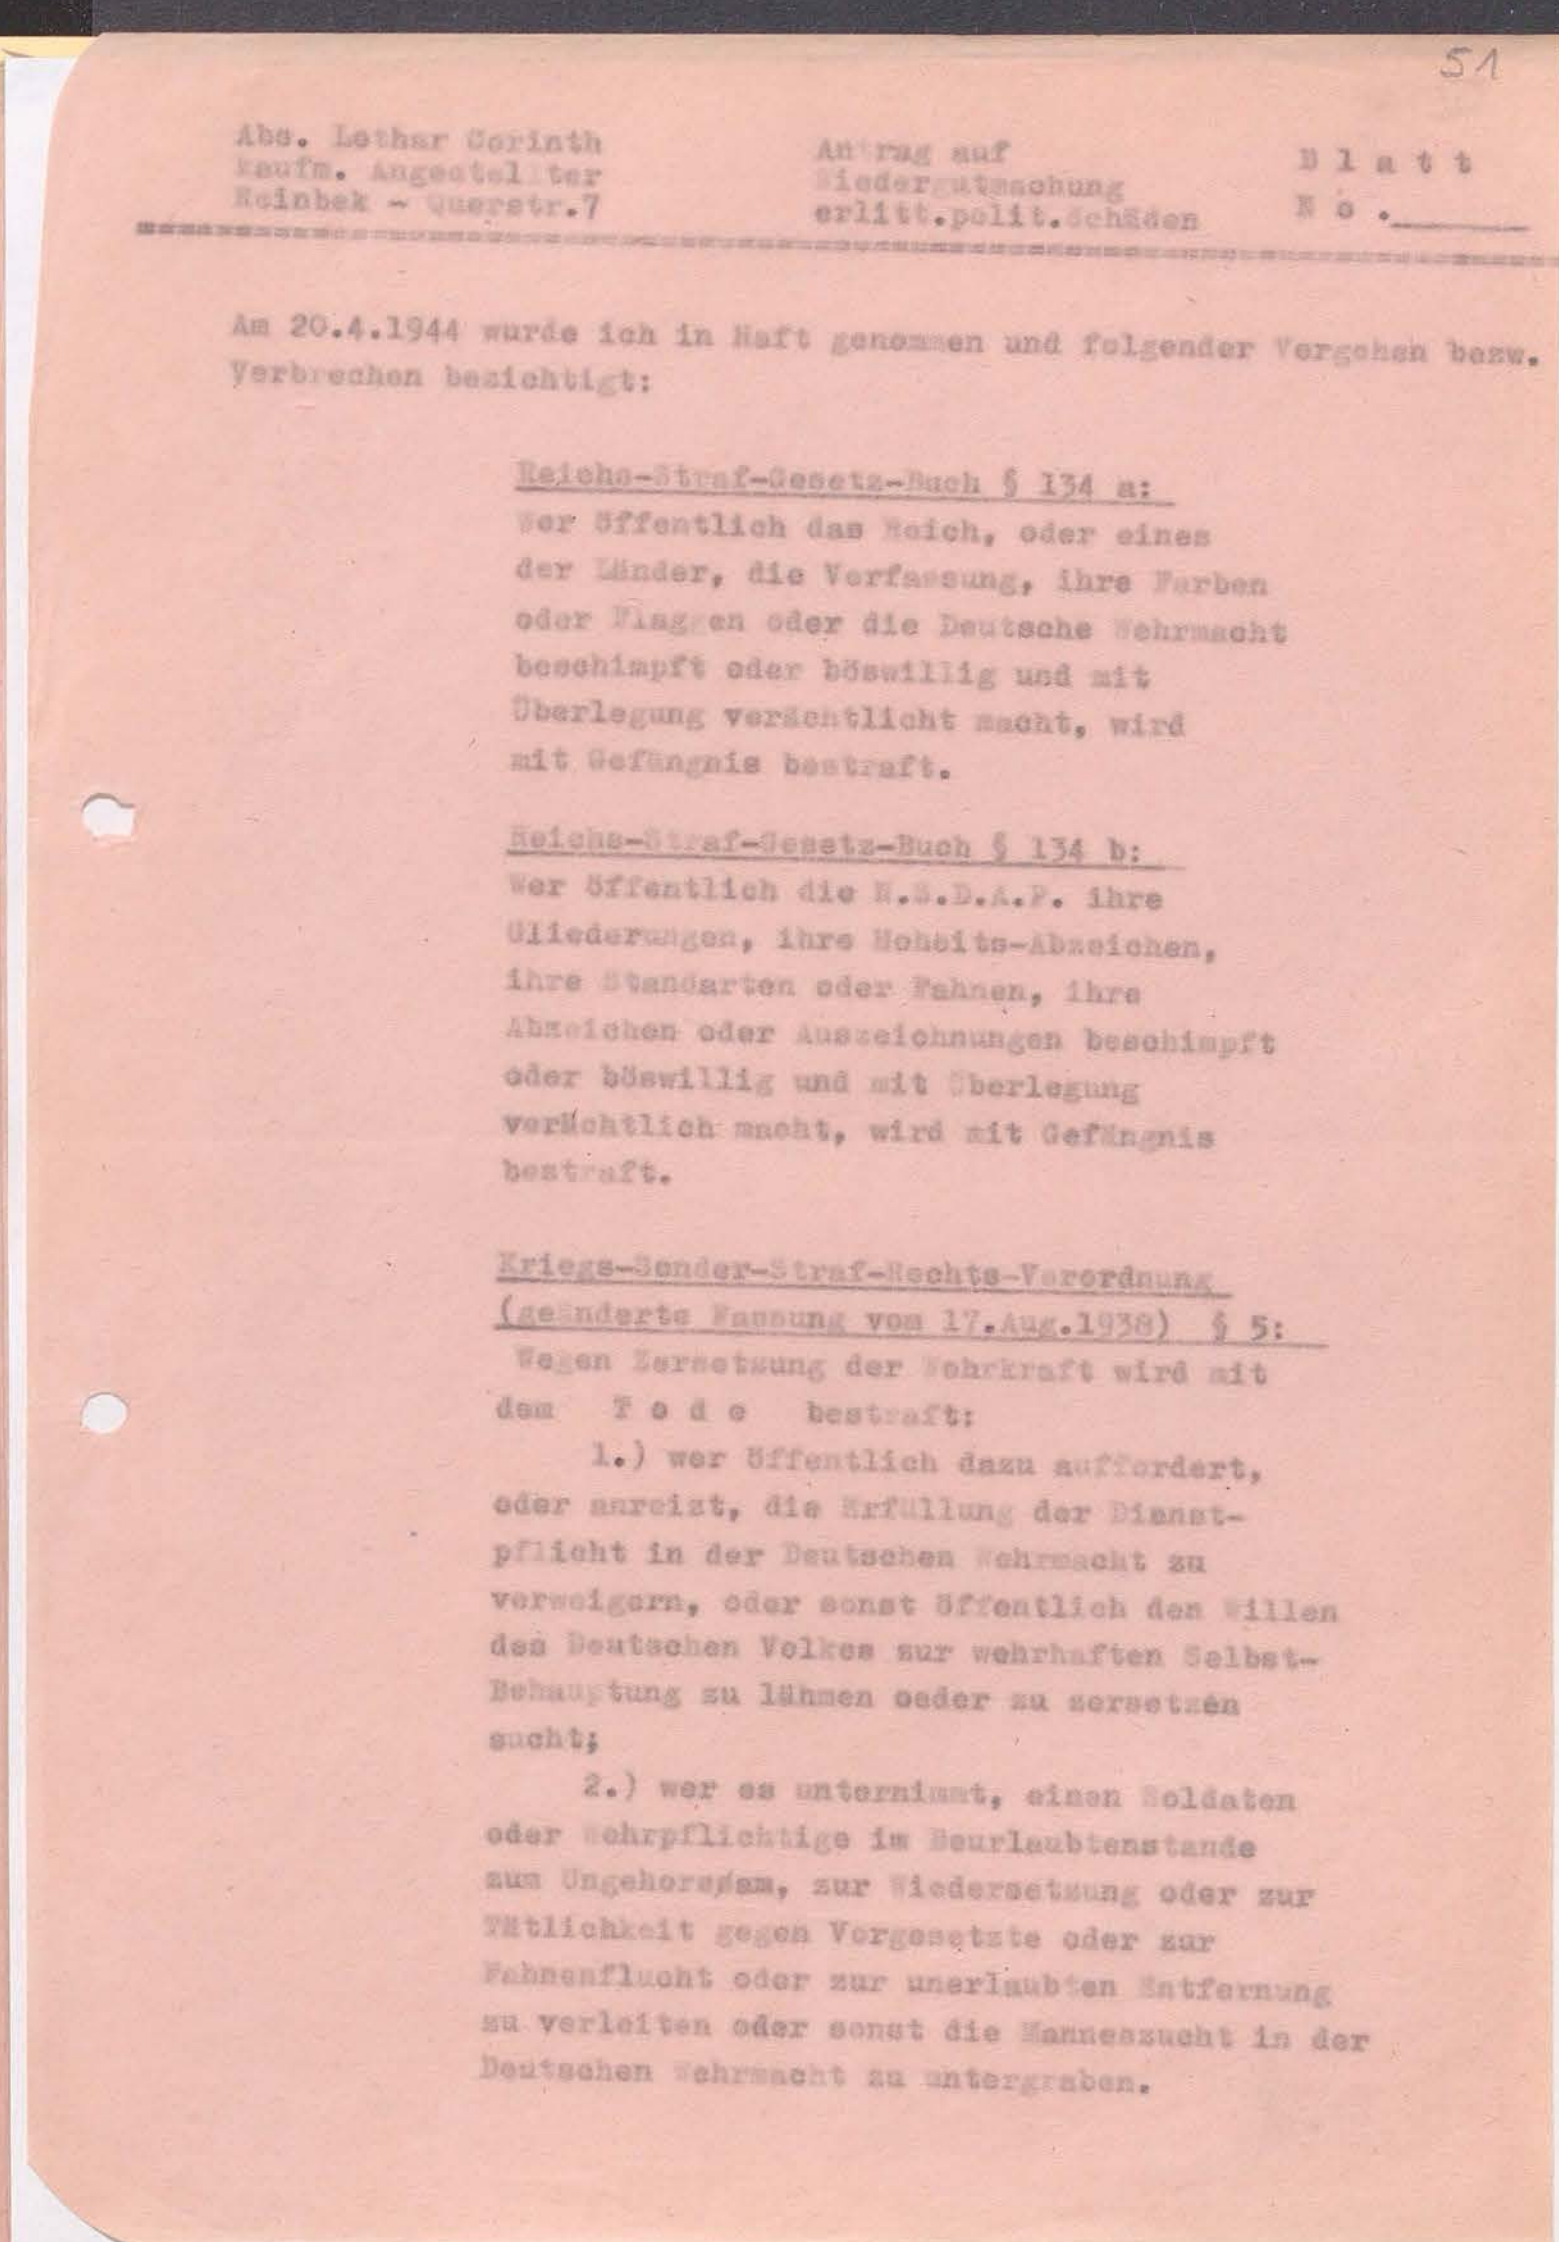 51
Abs. Lothar Corinth
kaufm. Angestellter
Reinbek - Querstr.7
Antrag auf
Wiedergutmachung
erlitt.polit.Schäden
B l a t t
N o .
Am 20.4.1944 wurde ich in Haft genommen und folgender Vergehen bezw.
Verbrechen bezichtigt:
Reichs-Straf-Gesetz-Buch § 134 a:
Wer öffentlich das Reich, oder eines
der Länder, die Verfassung, ihre Farben
oder Flaggen oder die Deutsche Wehrmacht
beschimpft oder böswillig und mit
Überlegung verächtlicht macht, wird
mit Gefängnis bestraft.
Reichs-Straf-Gesetz-Buch § 134 b:
Wer öffentlich die N.S.D.A.P. ihre
Gliederungen, ihre Hoheits-Abzeichen,
ihre Standarten oder Fahnen, ihre
Abzeichen oder Auszeichnungen beschimpft
oder böswillig und mit Überlegung
verächtlich macht, wird mit Gefängnis
bestraft.
Kriegs-Sonder-Straf-Rechts-Verordnung
(geänderte Fassung vom 17.Aug.1938) § 5:
Wegen Zersetzung der Wehrkraft wird mit
dem T o d e bestraft:
1.) wer öffentlich dazu auffordert,
oder anreizt, die Erfüllung der Dienst-
pflicht in der Deutschen Wehrmacht zu
verweigern, oder sonst öffentlich den Willen
des Deutschen Volkes zur wehrhaften Selbst-
Behauptung zu lähmen oeder zu zersetzen
sucht;
2.) wer es unternimmt, einen Soldaten
oder Wehrpflichtige im Beurlaubtenstande
zum Ungehorsam, zur Wiedersetzung oder zur
Tätlichkeit gegen Vorgesetzte oder zur
Fahnenflucht oder zur unerlaubten Entfernung
zu verleiten oder sonst die Manneszucht in der
Deutschen Wehrmacht zu untergraben.